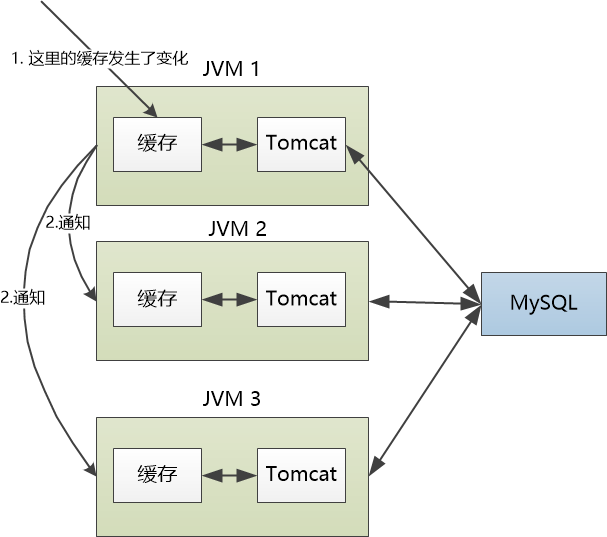 1. 这里的缓存发生了变化
JVM 1
缓存
Tomcat
2.通知
JVM 2
缓存
Tomcat
2.通知
MySQL
JVM 3
缓存
Tomcat